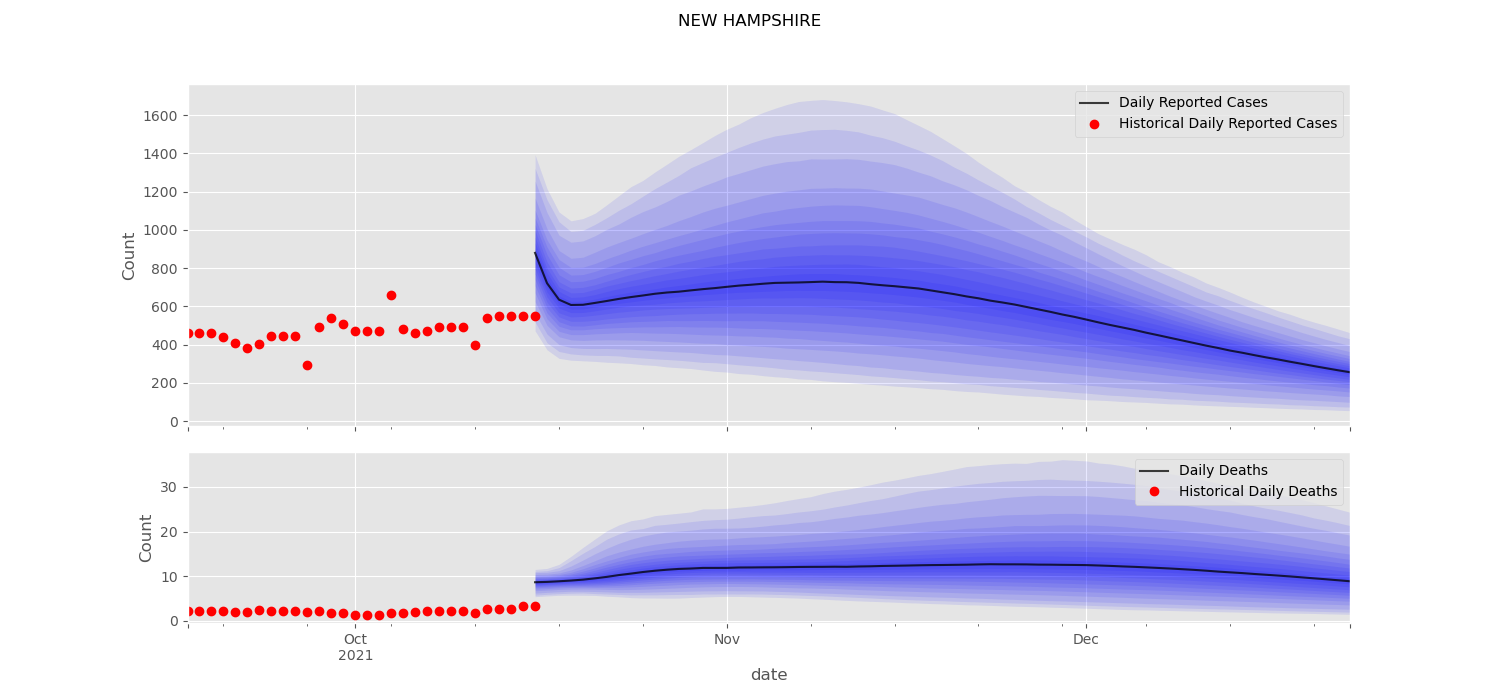 NEW HAMPSHIRE
Count
1600
1400
1200
1000
800
600
400
200
0
Daily Reported Cases
Historical Daily Reported Cases
Count
30
20
10
0
Daily Deaths
Historical Daily Deaths
Oct
2021
Nov
Dec
date